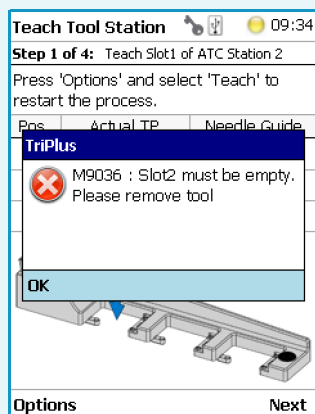 Teach Tool Station 09:34
Step 1 of 4: Teach Slot1 of ATC Station 2
Press 'Options' and select 'Teach' to
restart the process.
Pos Actual TP Needle Guide
TriPlus
M9036 : Slot2 must be empty.
Please remove tool
OK
Options Next